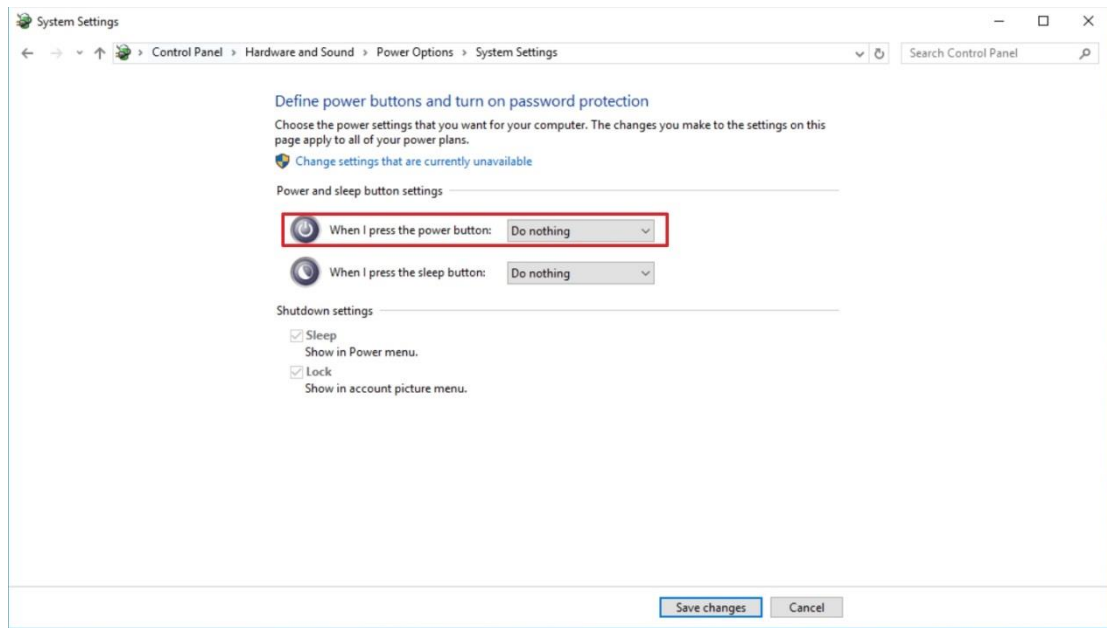 System Settings
Control Panel > Hardware and Sound > Power Options > System Settings
Search Control Panel
Define power buttons and turn on password protection
Choose the power settings that you want for your computer. The changes you make to the settings on this
page apply to all of your power plans.
Change settings that are currently unavailable
Power and sleep button settings
When I press the power button: Do nothing
When I press the sleep button: Do nothing
Shutdown settings
Sleep
Show in Power menu.
Lock
Show in account picture menu.
Save changes Cancel